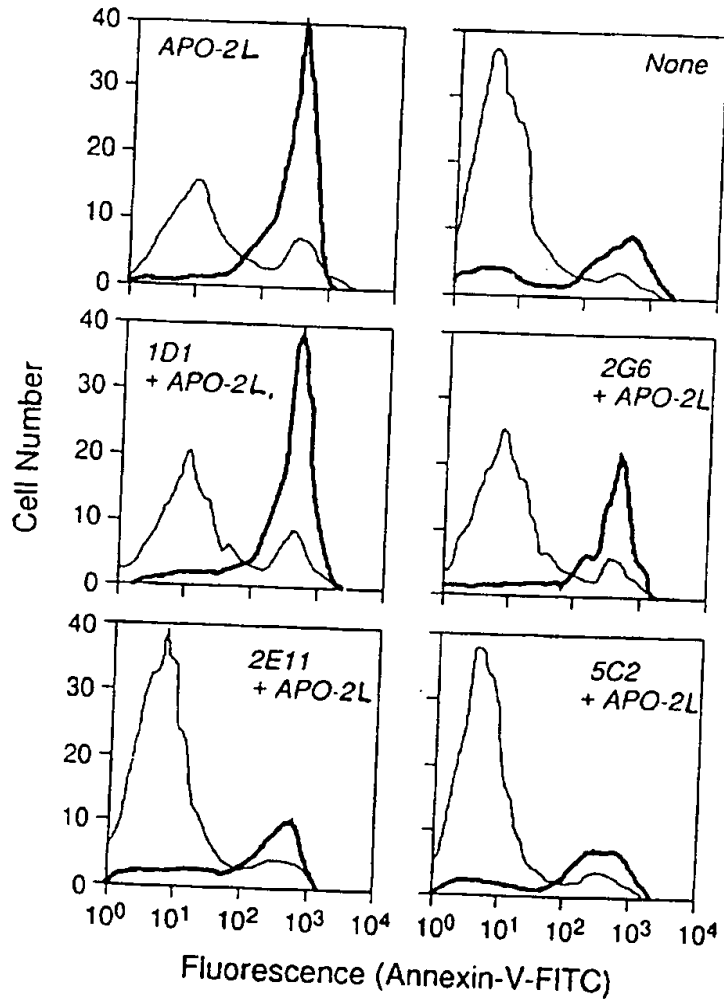 40
30
20
10
0
APO-2L
None
Cell Number
40
30
20
10
0
1D1
+ APO-2L.
2G6
+ APO-2L
40
30
20
10
0
2E11
+ APO-2L
5C2
+ APO-2L
10⁰ 10¹ 10² 10³ 10⁴
10⁰ 10¹ 10² 10³ 10⁴
Fluorescence (Annexin-V-FITC)